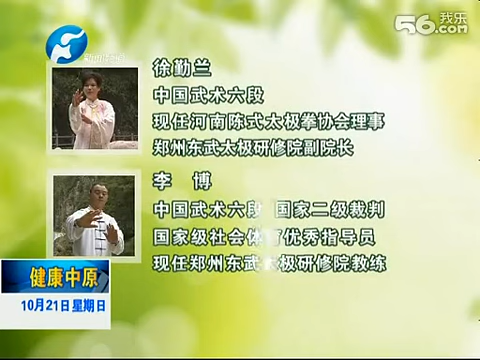 56 我乐
.com
徐勤兰
中国武术六段
现任河南陈式太极拳协会理事
郑州东武太极研修院副院长
李 博
中国武术六段 国家二级裁判
国家级社会体育优秀指导员
现任郑州东武太极研修院教练
健康中原
10月21日 星期日